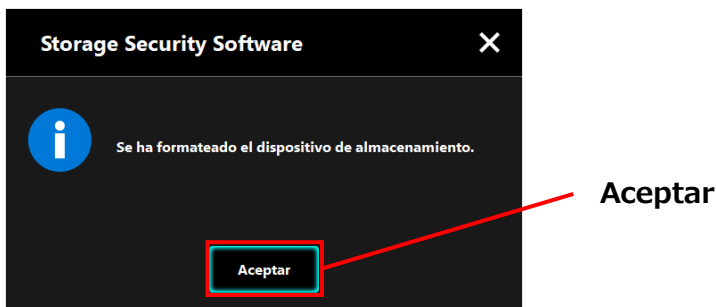 Storage Security Software
Se ha formateado el dispositivo de almacenamiento.
Aceptar
Aceptar